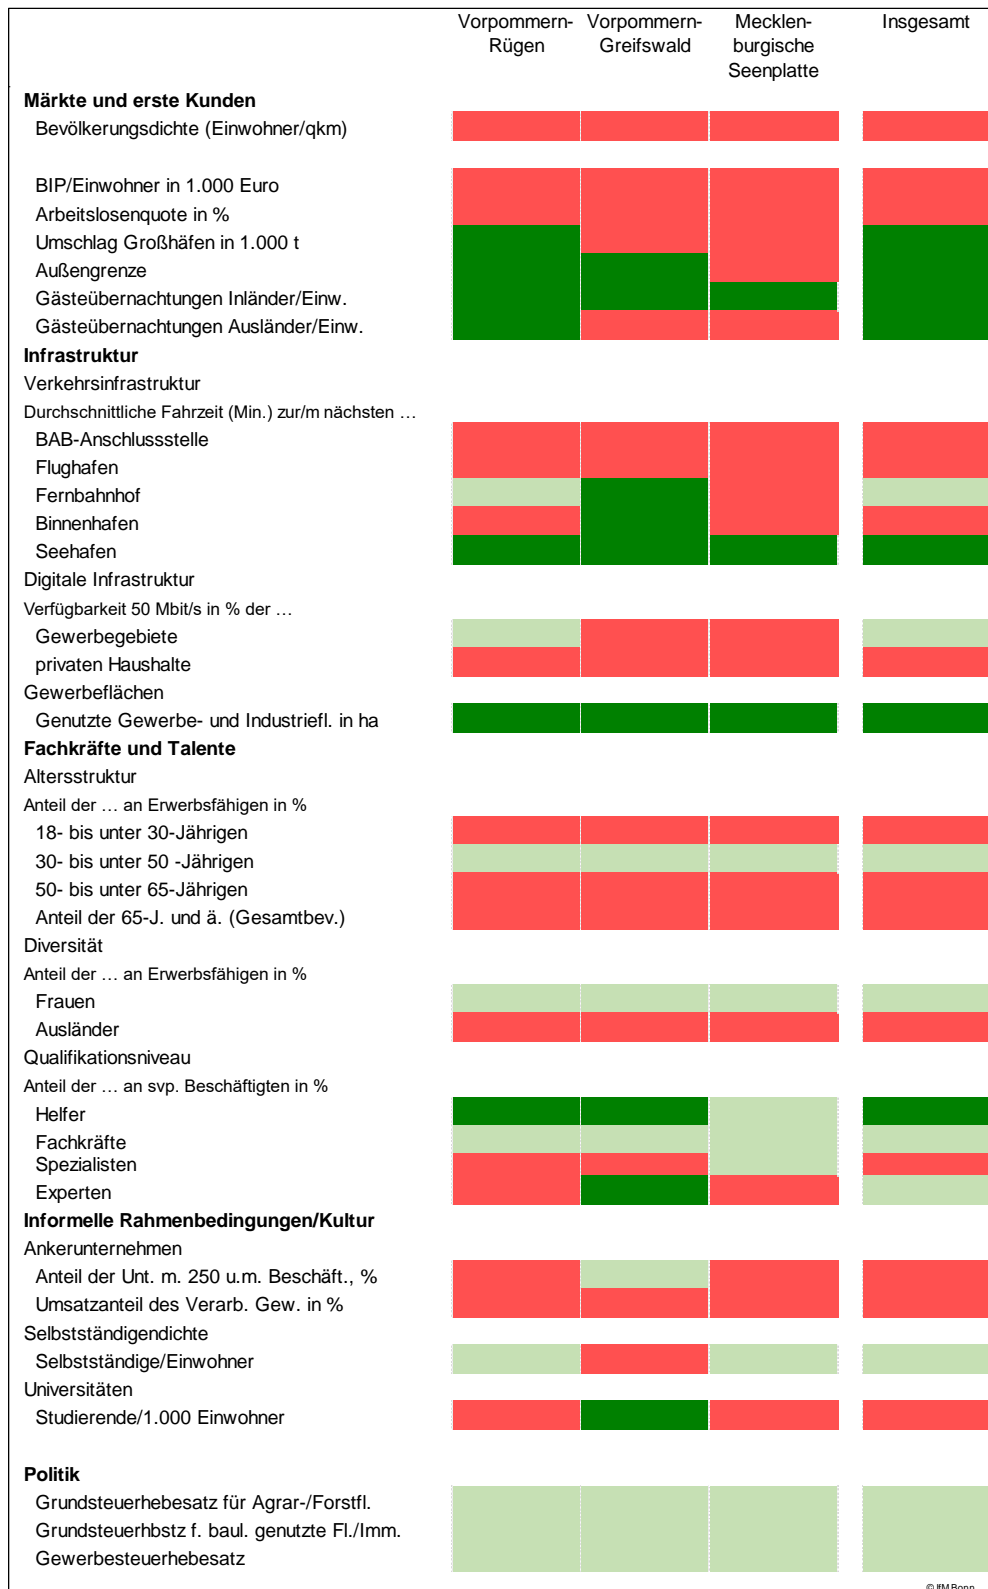 Vorpommern-Rügen
Vorpommern-Greifswald
Mecklen-burgische Seenplatte
Insgesamt
Märkte und erste Kunden
Bevölkerungsdichte (Einwohner/qkm)
BIP/Einwohner in 1.000 Euro
Arbeitslosenquote in %
Umschlag Großhäfen in 1.000 t
Außengrenze
Gästeübernachtungen Inländer/Einw.
Gästeübernachtungen Ausländer/Einw.
Infrastruktur
Verkehrsinfrastruktur
Durchschnittliche Fahrzeit (Min.) zur/m nächsten …
BAB-Anschlussstelle
Flughafen
Fernbahnhof
Binnenhafen
Seehafen
Digitale Infrastruktur
Verfügbarkeit 50 Mbit/s in % der …
Gewerbegebiete
privaten Haushalte
Gewerbeflächen
Genutzte Gewerbe- und Industriefl. in ha
Fachkräfte und Talente
Altersstruktur
Anteil der … an Erwerbsfähigen in %
18- bis unter 30-Jährigen
30- bis unter 50 -Jährigen
50- bis unter 65-Jährigen
Anteil der 65-J. und ä. (Gesamtbev.)
Diversität
Anteil der … an Erwerbsfähigen in %
Frauen
Ausländer
Qualifikationsniveau
Anteil der … an svp. Beschäftigten in %
Helfer
Fachkräfte
Spezialisten
Experten
Informelle Rahmenbedingungen/Kultur
Ankerunternehmen
Anteil der Unt. m. 250 u.m. Beschäft., %
Umsatzanteil des Verarb. Gew. in %
Selbstständigendichte
Selbstständige/Einwohner
Universitäten
Studierende/1.000 Einwohner
Politik
Grundsteuerhebesatz für Agrar-/Forstfl.
Grundsteuerhbstz f. baul. genutzte Fl./Imm.
Gewerbesteuerhebesatz
© IfM Bonn